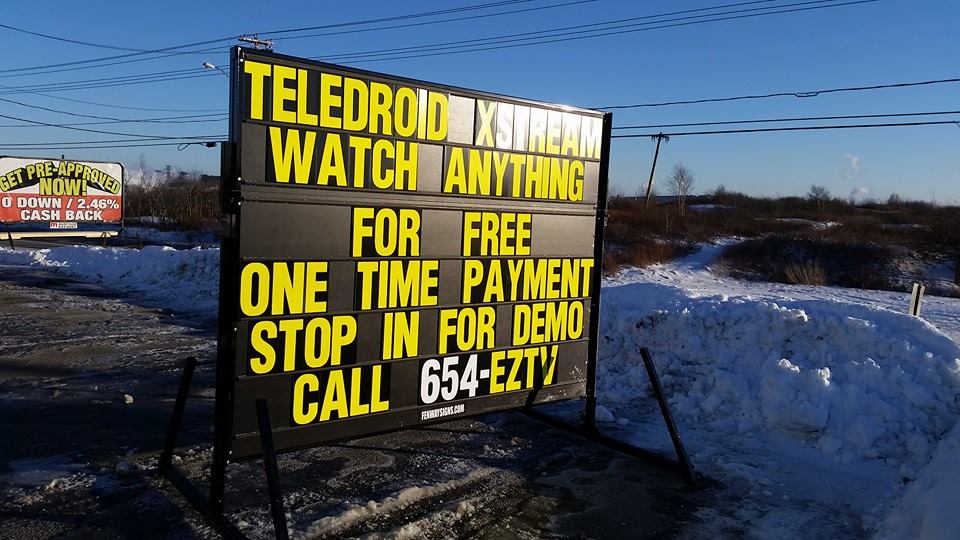 TELEDROID XSTREAM
WATCH ANYTHING
FOR FREE
ONE TIME PAYMENT
STOP IN FOR DEMO
CALL 654-EZTV
FENWAYSIGNS.COM
GET PRE-APPROVED
NOW!
0 DOWN / 2.46%
CASH BACK